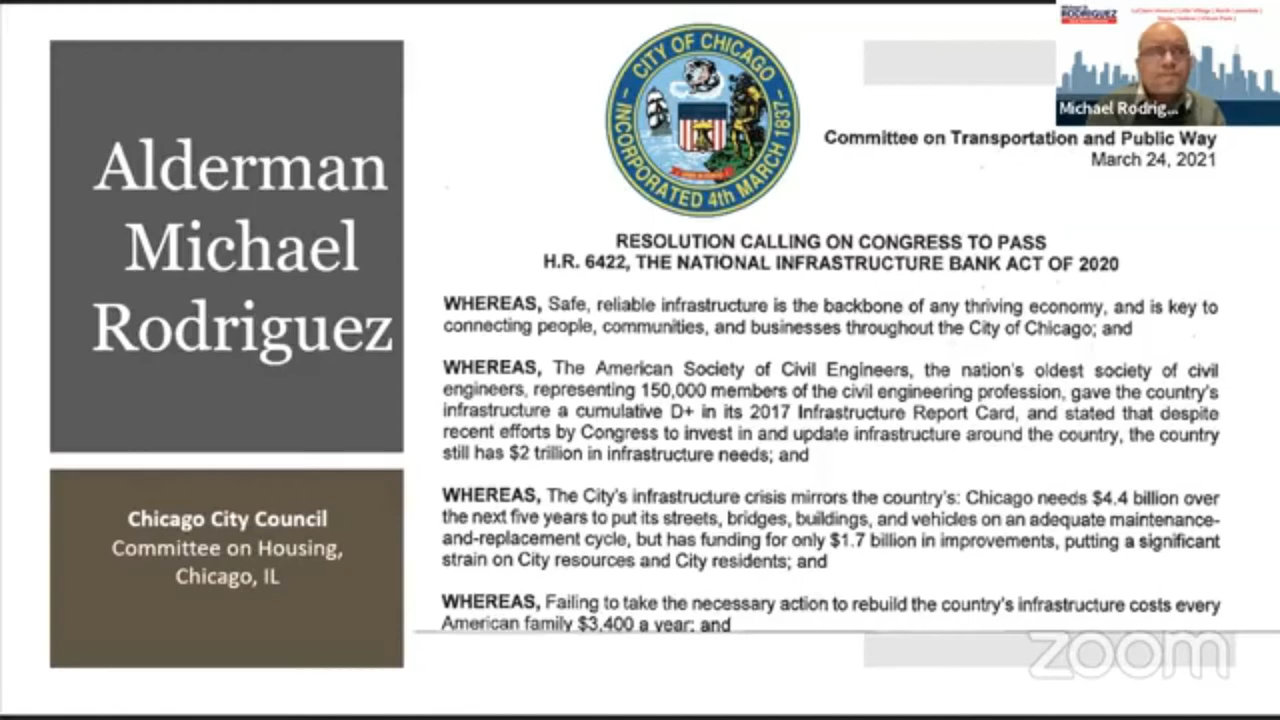 Alderman
Michael
Rodriguez
Chicago City Council
Committee on Housing,
Chicago, IL
CITY OF CHICAGO
INCORPORATED 4th MARCH 1837
Committee on Transportation and Public Way
March 24, 2021
RESOLUTION CALLING ON CONGRESS TO PASS
H.R. 6422, THE NATIONAL INFRASTRUCTURE BANK ACT OF 2020
WHEREAS, Safe, reliable infrastructure is the backbone of any thriving economy, and is key to
connecting people, communities, and businesses throughout the City of Chicago; and
WHEREAS, The American Society of Civil Engineers, the nation's oldest society of civil
engineers, representing 150,000 members of the civil engineering profession, gave the country's
infrastructure a cumulative D+ in its 2017 Infrastructure Report Card, and stated that despite
recent efforts by Congress to invest in and update infrastructure around the country, the country
still has $2 trillion in infrastructure needs; and
WHEREAS, The City's infrastructure crisis mirrors the country's: Chicago needs $4.4 billion over
the next five years to put its streets, bridges, buildings, and vehicles on an adequate maintenance-
and-replacement cycle, but has funding for only $1.7 billion in improvements, putting a significant
strain on City resources and City residents; and
WHEREAS, Failing to take the necessary action to rebuild the country's infrastructure costs every
American family $3,400 a year; and
RODRIGUEZ
Michael Rodrig...
zoom